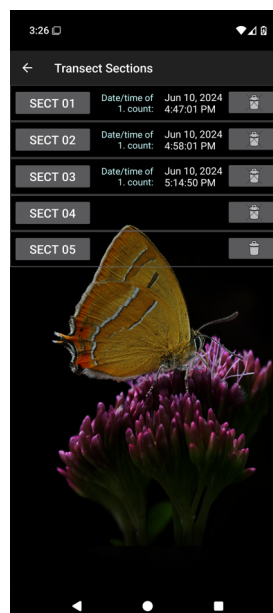 3:26
Transect Sections
SECT 01 Date/time of Jun 10, 2024
1. count: 4:47:01 PM
SECT 02 Date/time of Jun 10, 2024
1. count: 4:58:01 PM
SECT 03 Date/time of Jun 10, 2024
1. count: 5:14:50 PM
SECT 04
SECT 05